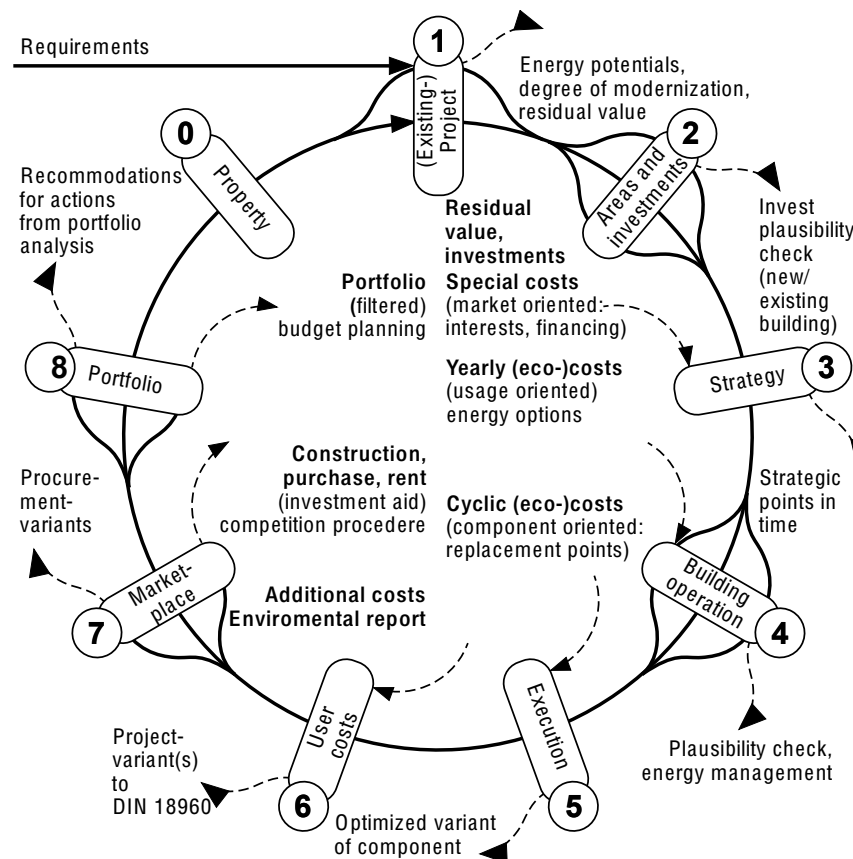 Requirements
1
(Existing-)
Project
Energy potentials,
degree of modernization,
residual value
0
Property
2
Areas and
investments
Recommodations
for actions
from portfolio
analysis
Invest
plausibility
check
(new/
existing
building)
Residual
value,
investments
Special costs
(market oriented:
interests, financing)
Portfolio
(filtered)
budget planning
8
Portfolio
Strategy
3
Yearly (eco-)costs
(usage oriented)
energy options
Construction,
purchase, rent
(investment aid)
competition procedere
Procure-
ment-
variants
Cyclic (eco-)costs
(component oriented:
replacement points)
Strategic
points in
time
Market-
place
7
Additional costs
Enviromental report
Building
operation
4
User
costs
6
Execution
5
Project-
variant(s)
to
DIN 18960
Plausibility check,
energy management
Optimized variant
of component